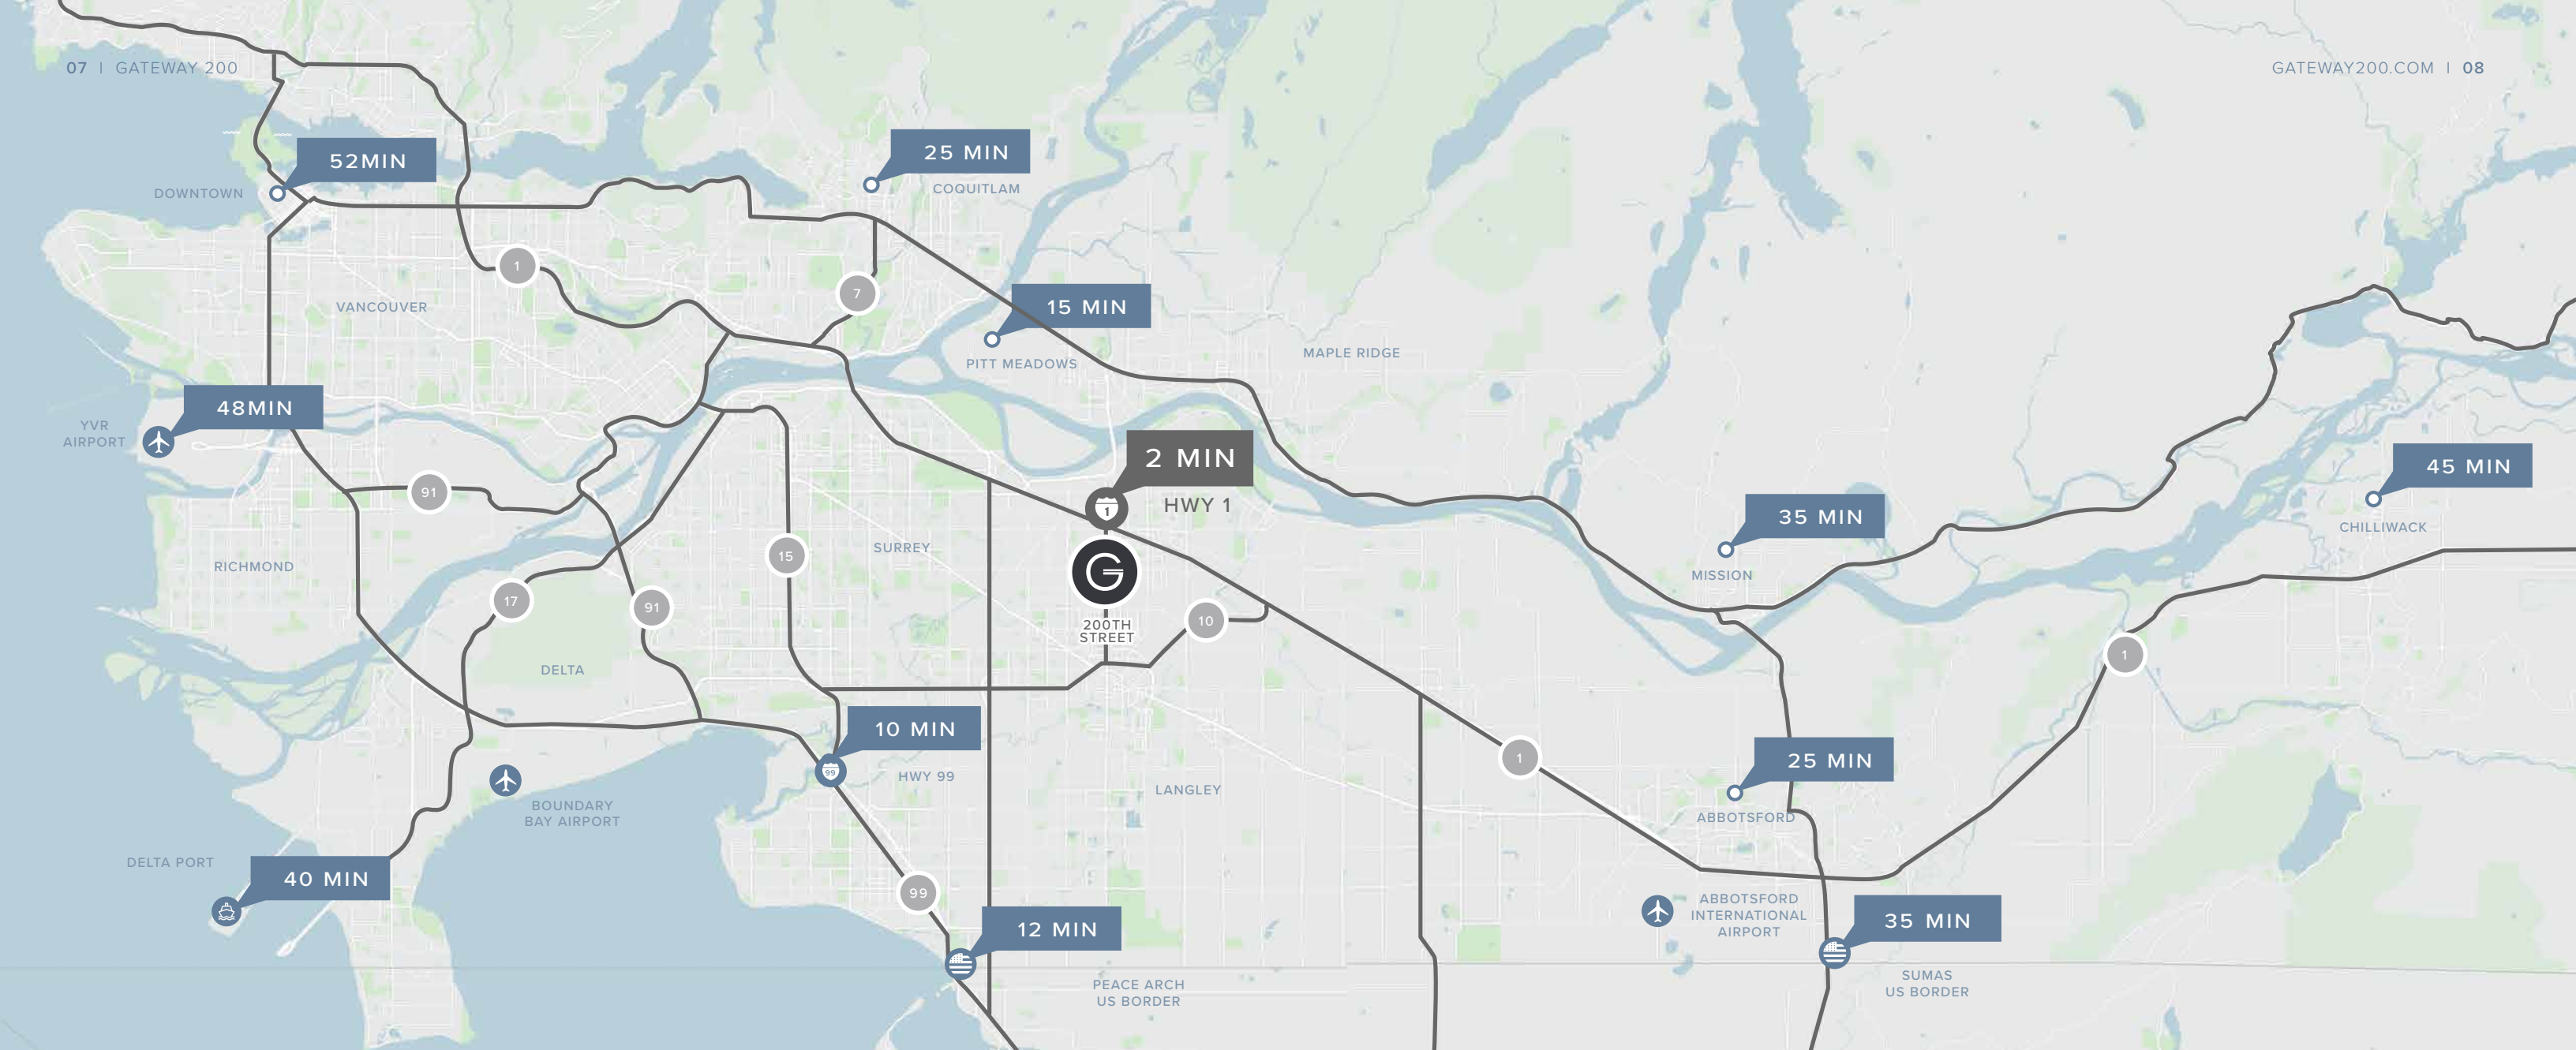 07 | GATEWAY 200
GATEWAY200.COM | 08
52MIN
DOWNTOWN
25 MIN
COQUITLAM
1
7
VANCOUVER
15 MIN
PITT MEADOWS
MAPLE RIDGE
48MIN
YVR
AIRPORT
2 MIN
HWY 1
1
G
200TH
STREET
45 MIN
CHILLIWACK
91
35 MIN
MISSION
15
SURREY
RICHMOND
17
91
10
1
DELTA
10 MIN
99
HWY 99
BOUNDARY
BAY AIRPORT
LANGLEY
1
25 MIN
ABBOTSFORD
DELTA PORT
40 MIN
99
12 MIN
PEACE ARCH
US BORDER
ABBOTSFORD
INTERNATIONAL
AIRPORT
35 MIN
SUMAS
US BORDER